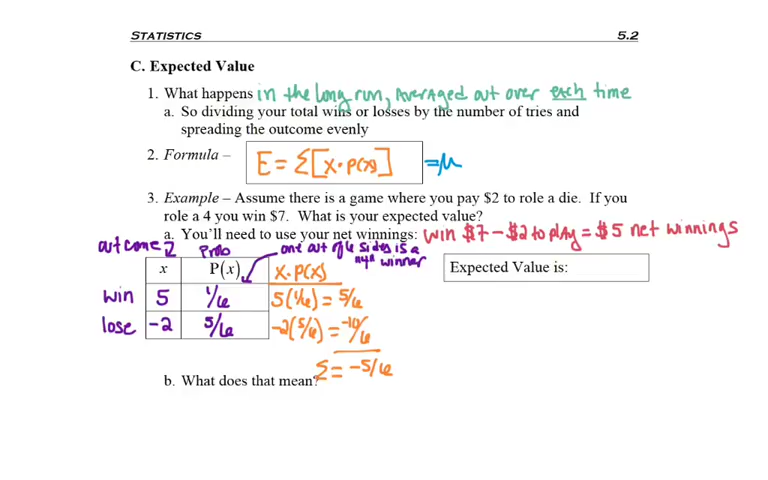 STATISTICS 5.2
C. Expected Value
1. What happens in the long run, averaged out over each time
a. So dividing your total wins or losses by the number of tries and
spreading the outcome evenly
2. Formula – E = Σ[x·P(x)] = μ
3. Example – Assume there is a game where you pay $2 to role a die. If you
role a 4 you win $7. What is your expected value?
a. You'll need to use your net winnings: win $7 – $2 to play = $5 net winnings
outcome Prob one out of 6 sides is a
"4" winner
x P(x) x·P(x)
win 5 1/6 5(1/6) = 5/6
lose -2 5/6 -2(5/6) = -10/6
Σ = -5/6
Expected Value is:
b. What does that mean?